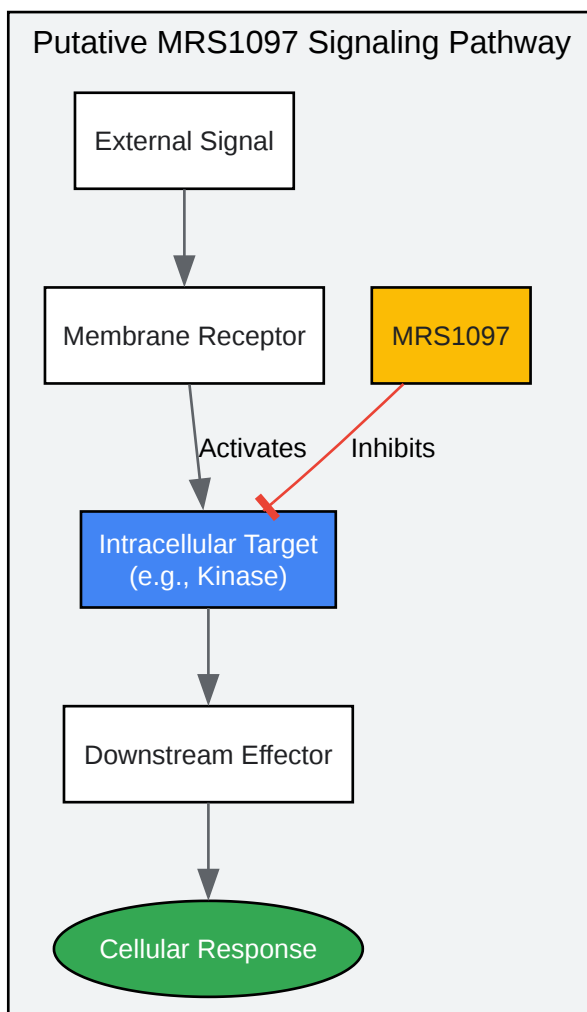 Putative MRS1097 Signaling Pathway
External Signal
Membrane Receptor
MRS1097
Activates
Inhibits
Intracellular Target
(e.g., Kinase)
Downstream Effector
Cellular Response